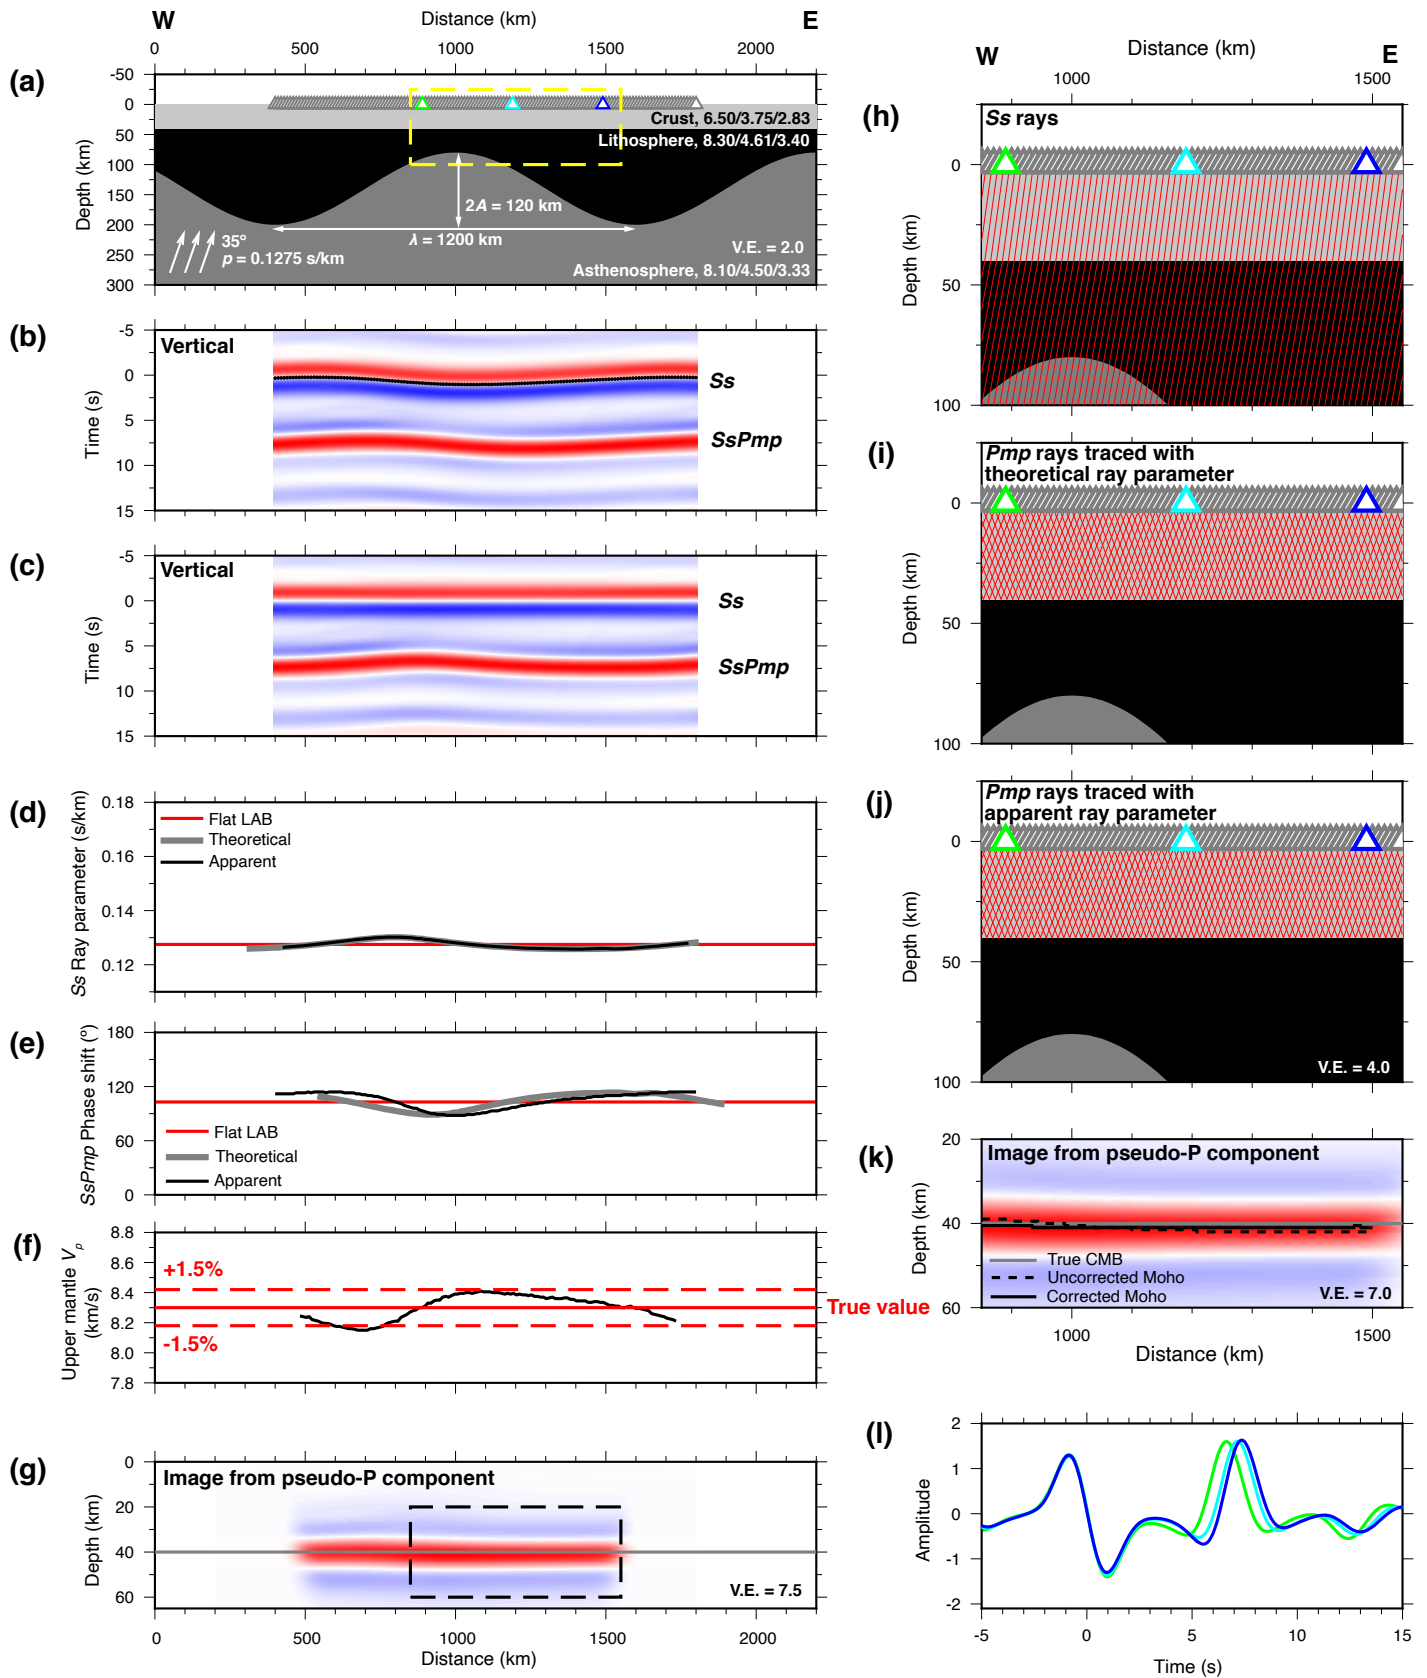 W
Distance (km)
E
0
500
1000
1500
2000
(a)
-50
0
50
100
150
200
250
300
Depth (km)
Crust, 6.50/3.75/2.83
Lithosphere, 8.30/4.61/3.40
2A = 120 km
λ = 1200 km
35º
p = 0.1275 s/km
V.E. = 2.0
Asthenosphere, 8.10/4.50/3.33
(b)
Vertical
-5
0
5
10
15
Time (s)
Ss
SsPmp
(c)
Vertical
-5
0
5
10
15
Time (s)
Ss
SsPmp
(d)
0.18
0.16
0.14
0.12
Ss Ray parameter (s/km)
Flat LAB
Theoretical
Apparent
(e)
180
120
60
0
SsPmp Phase shift (º)
Flat LAB
Theoretical
Apparent
(f)
8.8
8.6
8.4
8.2
8.0
7.8
Upper mantle Vp
(km/s)
+1.5%
-1.5%
True value
(g)
Image from pseudo-P component
0
20
40
60
Depth (km)
V.E. = 7.5
0
500
1000
1500
2000
Distance (km)
Distance (km)
W
E
1000
1500
(h)
Ss rays
0
50
100
Depth (km)
(i)
Pmp rays traced with
theoretical ray parameter
0
50
100
Depth (km)
(j)
Pmp rays traced with
apparent ray parameter
0
50
100
Depth (km)
V.E. = 4.0
(k)
Image from pseudo-P component
20
40
60
Depth (km)
True CMB
Uncorrected Moho
Corrected Moho
V.E. = 7.0
1000
1500
Distance (km)
(l)
2
1
0
-1
-2
Amplitude
-5
0
5
10
15
Time (s)